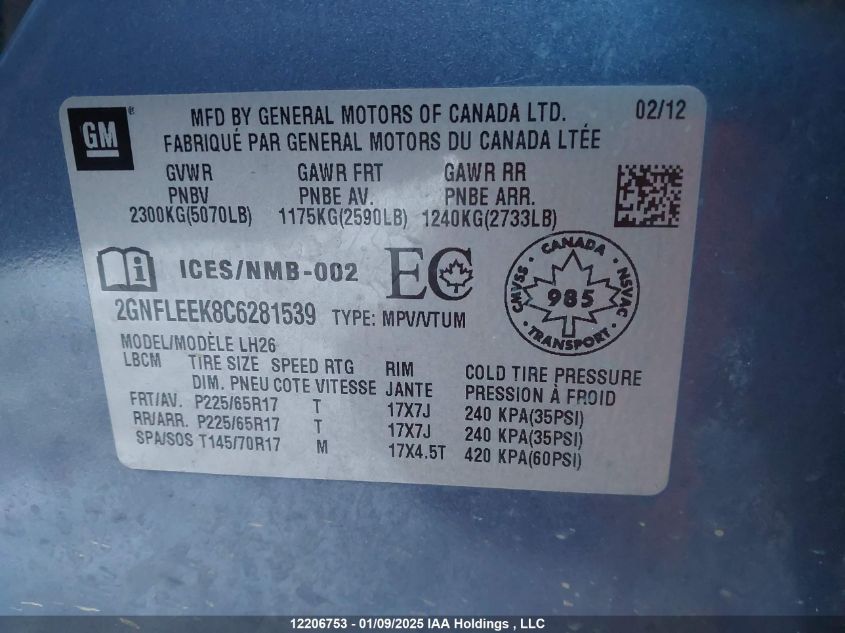 GM®
MFD BY GENERAL MOTORS OF CANADA LTD. 02/12
FABRIQUÉ PAR GENERAL MOTORS DU CANADA LTÉE
GVWR GAWR FRT GAWR RR
PNBV PNBE AV. PNBE ARR.
2300KG(5070LB) 1175KG(2590LB) 1240KG(2733LB)
i ICES/NMB-002 EC
CANADA CMVSS NSVAC 985 TRANSPORT
2GNFLEEK8C6281539 TYPE: MPV/VTUM
MODEL/MODÈLE LH26
LBCM TIRE SIZE SPEED RTG RIM COLD TIRE PRESSURE
DIM. PNEU COTE VITESSE JANTE PRESSION À FROID
FRT/AV. P225/65R17 T 17X7J 240 KPA(35PSI)
RR/ARR. P225/65R17 T 17X7J 240 KPA(35PSI)
SPA/SOS T145/70R17 M 17X4.5T 420 KPA(60PSI)
12206753 - 01/09/2025 IAA Holdings , LLC